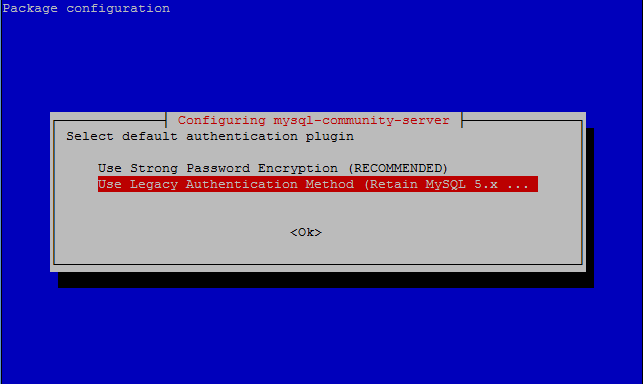 Package configuration
Configuring mysql-community-server
Select default authentication plugin
Use Strong Password Encryption (RECOMMENDED)
Use Legacy Authentication Method (Retain MySQL 5.x ...
<Ok>